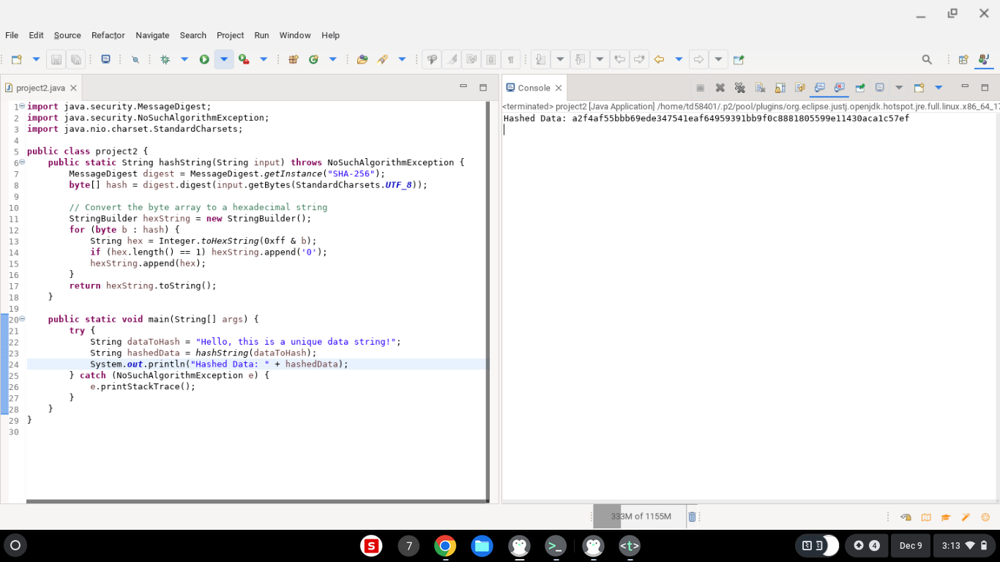 File Edit Source Refactor Navigate Search Project Run Window Help
project2.java
1 import java.security.MessageDigest;
2 import java.security.NoSuchAlgorithmException;
3 import java.nio.charset.StandardCharsets;
4
5 public class project2 {
6 public static String hashString(String input) throws NoSuchAlgorithmException {
7 MessageDigest digest = MessageDigest.getInstance("SHA-256");
8 byte[] hash = digest.digest(input.getBytes(StandardCharsets.UTF_8));
9
10 // Convert the byte array to a hexadecimal string
11 StringBuilder hexString = new StringBuilder();
12 for (byte b : hash) {
13 String hex = Integer.toHexString(0xff & b);
14 if (hex.length() == 1) hexString.append('0');
15 hexString.append(hex);
16 }
17 return hexString.toString();
18 }
19
20 public static void main(String[] args) {
21 try {
22 String dataToHash = "Hello, this is a unique data string!";
23 String hashedData = hashString(dataToHash);
24 System.out.println("Hashed Data: " + hashedData);
25 } catch (NoSuchAlgorithmException e) {
26 e.printStackTrace();
27 }
28 }
29 }
30
Console
<terminated> project2 [Java Application] /home/td58401/.p2/pool/plugins/org.eclipse.justj.openjdk.hotspot.jre.full.linux.x86_64_17
Hashed Data: a2f4af55bbb69ede347541eaf64959391bb9f0c8881805599e11430aca1c57ef
333M of 1155M
S 7 >_ <t> 4 Dec 9 3:13